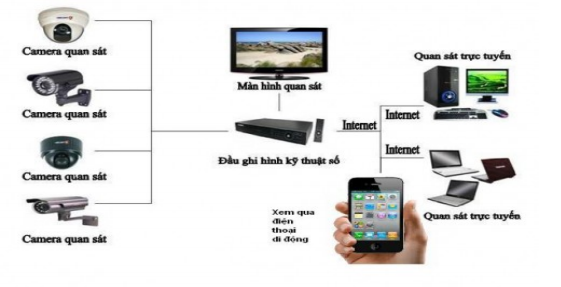 Camera quan sát
Camera quan sát
Camera quan sát
Camera quan sát
Màn hình quan sát
Đầu ghi hình kỹ thuật số
Internet
Internet
Internet
Quan sát trực tuyến
Quan sát trực tuyến
Xem qua
điện
thoại
di động